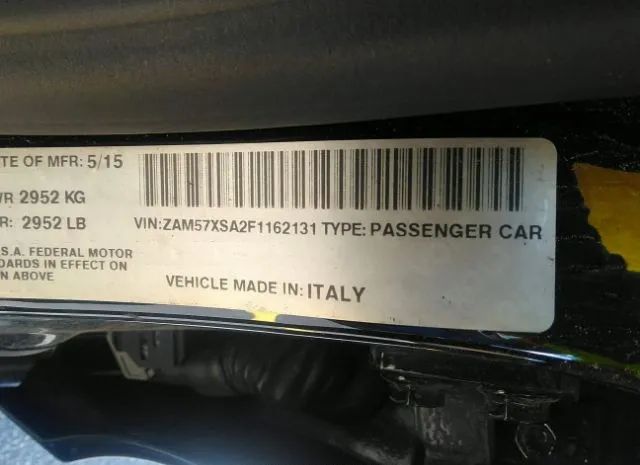 TE OF MFR: 5/15
WR 2952 KG
R: 2952 LB
VIN:ZAM57XSA2F1162131 TYPE: PASSENGER CAR
.S.A. FEDERAL MOTOR
DARDS IN EFFECT ON
N ABOVE
VEHICLE MADE IN: ITALY